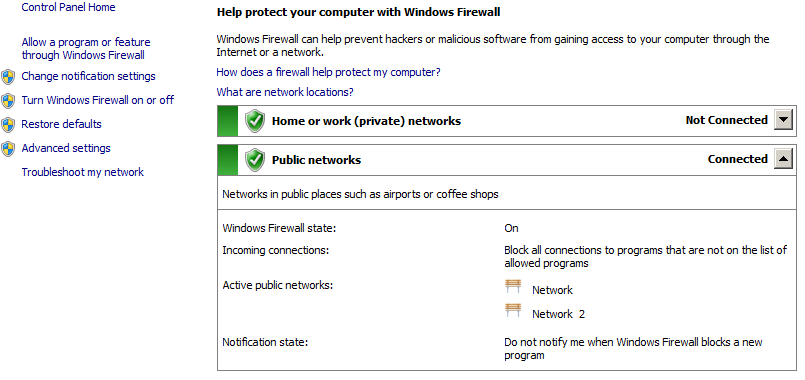 Control Panel Home
Allow a program or feature
through Windows Firewall
Change notification settings
Turn Windows Firewall on or off
Restore defaults
Advanced settings
Troubleshoot my network
Help protect your computer with Windows Firewall
Windows Firewall can help prevent hackers or malicious software from gaining access to your computer through the
Internet or a network.
How does a firewall help protect my computer?
What are network locations?
Home or work (private) networks Not Connected
Public networks Connected
Networks in public places such as airports or coffee shops
Windows Firewall state: On
Incoming connections: Block all connections to programs that are not on the list of
allowed programs
Active public networks: Network
Network 2
Notification state: Do not notify me when Windows Firewall blocks a new
program